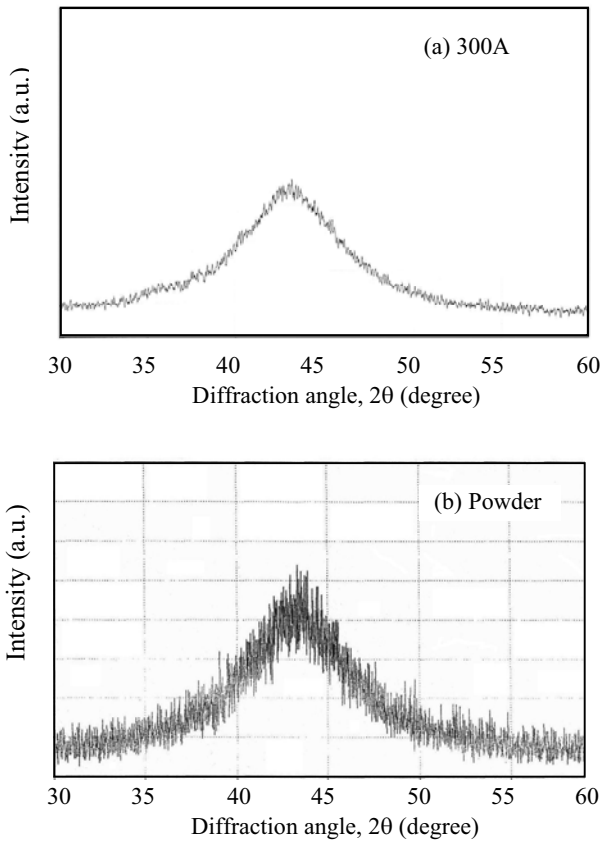 (a) 300A
Intensity (a.u.)
30 35 40 45 50 55 60
Diffraction angle, 2θ (degree)
(b) Powder
Intensity (a.u.)
30 35 40 45 50 55 60
Diffraction angle, 2θ (degree)